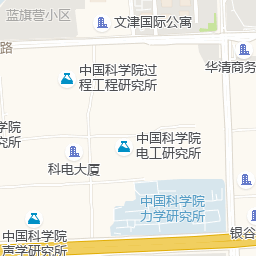 蓝旗营小区
文津国际公寓
路
华清商务
中国科学院过
程工程研究所
学院
究所
中国科学院
电工研究所
科电大厦
中国科学院
力学研究所
银谷
中国科学院
声学研究所